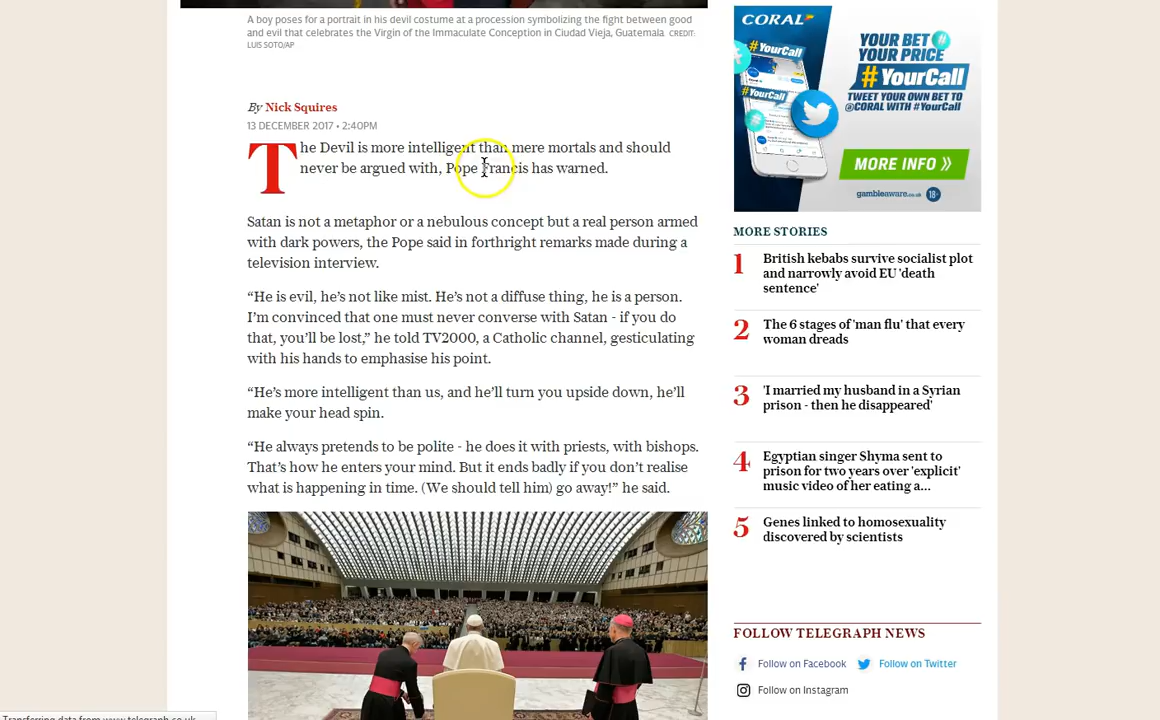 A boy poses for a portrait in his devil costume at a procession symbolizing the fight between good
and evil that celebrates the Virgin of the Immaculate Conception in Ciudad Vieja, Guatemala CREDIT:
LUIS SOTO/AP
By Nick Squires
13 DECEMBER 2017 • 2:40PM
The Devil is more intelligent than mere mortals and should
never be argued with, Pope Francis has warned.
Satan is not a metaphor or a nebulous concept but a real person armed
with dark powers, the Pope said in forthright remarks made during a
television interview.
“He is evil, he’s not like mist. He’s not a diffuse thing, he is a person.
I’m convinced that one must never converse with Satan - if you do
that, you’ll be lost,” he told TV2000, a Catholic channel, gesticulating
with his hands to emphasise his point.
“He’s more intelligent than us, and he’ll turn you upside down, he’ll
make your head spin.
“He always pretends to be polite - he does it with priests, with bishops.
That’s how he enters your mind. But it ends badly if you don’t realise
what is happening in time. (We should tell him) go away!” he said.
CORAL
#YourCall
#YourCall
YOUR BET
YOUR PRICE
#YourCall
TWEET YOUR OWN BET TO
@CORAL WITH #YourCall
MORE INFO »
gambleaware.co.uk 18+
MORE STORIES
1 British kebabs survive socialist plot
and narrowly avoid EU 'death
sentence'
2 The 6 stages of 'man flu' that every
woman dreads
3 'I married my husband in a Syrian
prison - then he disappeared'
4 Egyptian singer Shyma sent to
prison for two years over 'explicit'
music video of her eating a...
5 Genes linked to homosexuality
discovered by scientists
FOLLOW TELEGRAPH NEWS
Follow on Facebook Follow on Twitter
Follow on Instagram
Transferring data from www.telegraph.co.uk